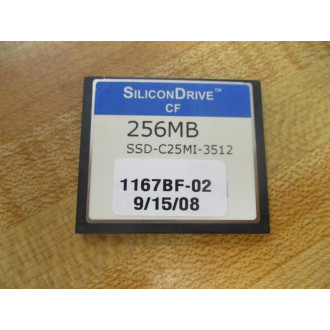 SILICONDRIVE™
CF
256MB
SSD-C25MI-3512
1167BF-02
9/15/08